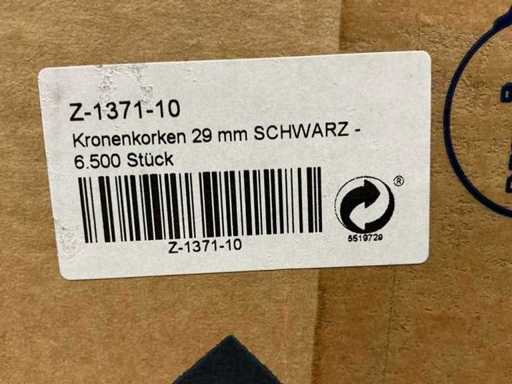 Z-1371-10
Kronenkorken 29 mm SCHWARZ -
6.500 Stück
Z-1371-10
®
5519729